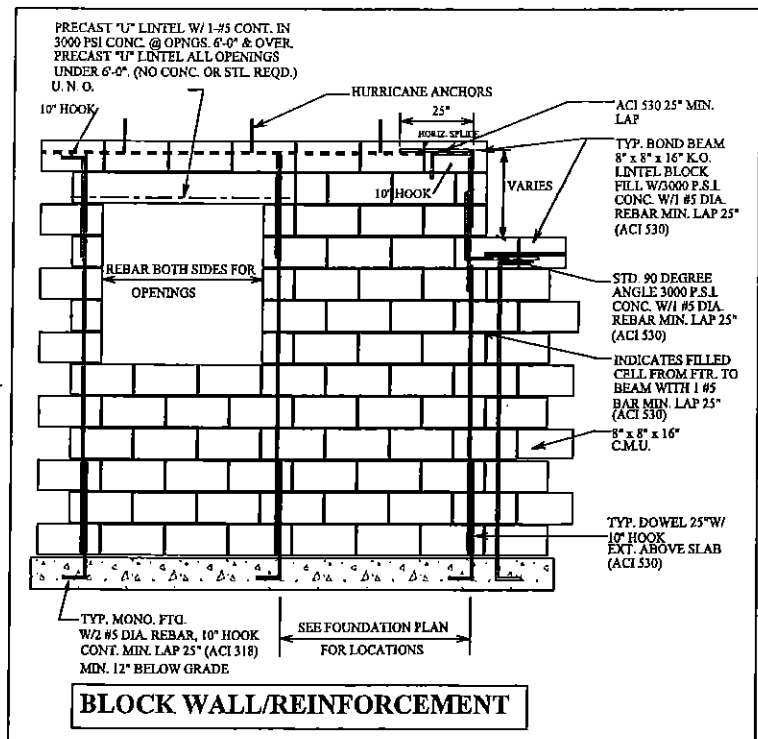 PRECAST "U" LINTEL W/ 1-#5 CONT. IN
3000 PSI CONC. @ OPNGS. 6'-0" & OVER.
PRECAST "U" LINTEL ALL OPENINGS
UNDER 6'-0". (NO CONC. OR STL. REQD.)
U. N. O.
10" HOOK
HURRICANE ANCHORS
25"
HORIZ. SPLICE
10" HOOK
VARIES
ACI 530 25" MIN.
LAP
TYP. BOND BEAM
8" x 8" x 16" K.O.
LINTEL BLOCK
FILL W/3000 P.S.I.
CONC. W/1 #5 DIA.
REBAR MIN. LAP 25"
(ACI 530)
REBAR BOTH SIDES FOR
OPENINGS
STD. 90 DEGREE
ANGLE 3000 P.S.I.
CONC. W/1 #5 DIA.
REBAR MIN. LAP 25"
(ACI 530)
INDICATES FILLED
CELL FROM FTR. TO
BEAM WITH 1 #5
BAR MIN. LAP 25"
(ACI 530)
8" x 8" x 16"
C.M.U.
TYP. DOWEL 25"W/
10" HOOK
EXT. ABOVE SLAB
(ACI 530)
TYP. MONO. FTG.
W/2 #5 DIA. REBAR, 10" HOOK
CONT. MIN. LAP 25" (ACI 318)
MIN. 12" BELOW GRADE
SEE FOUNDATION PLAN
FOR LOCATIONS
BLOCK WALL/REINFORCEMENT